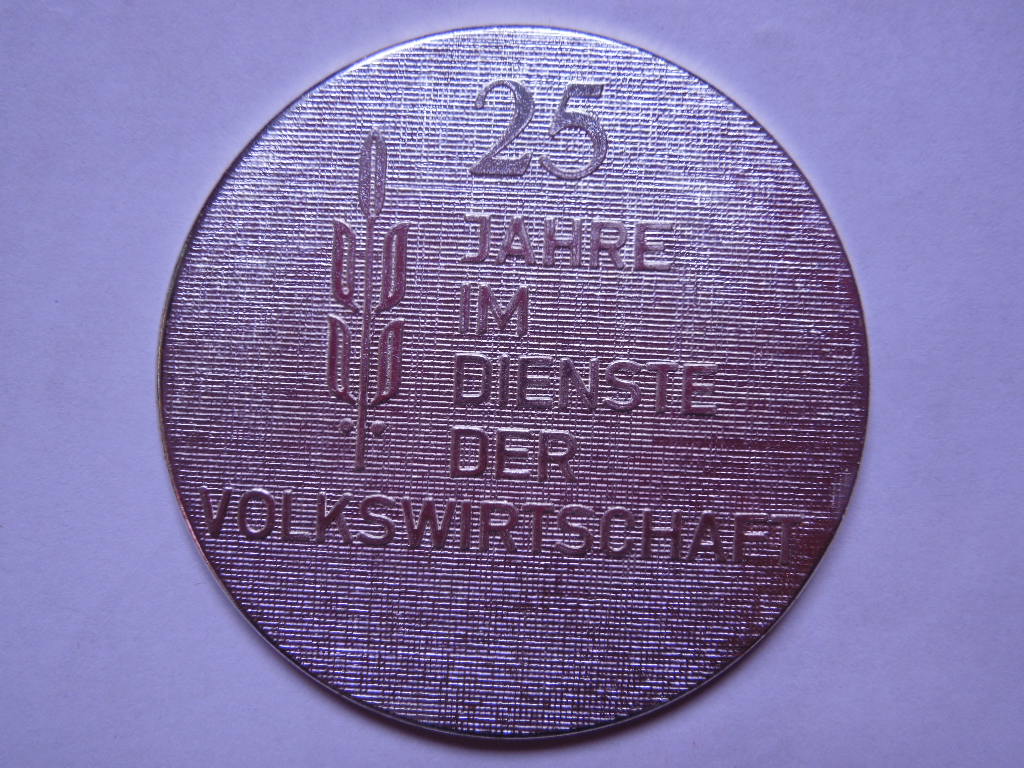 25
JAHRE
IM
DIENSTE
DER
VOLKSWIRTSCHAFT